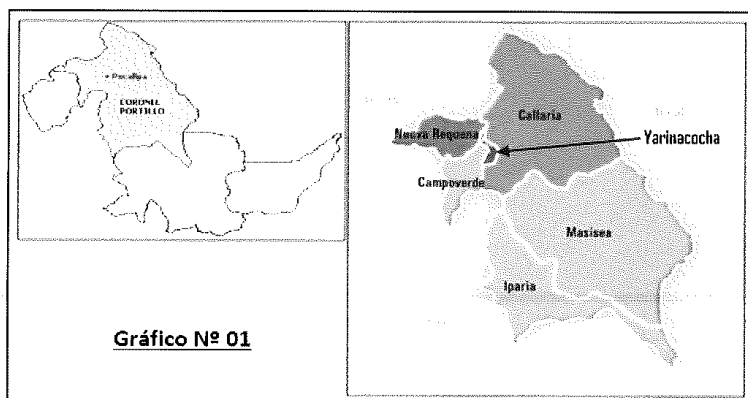 Pucallpa
CORONEL
PORTILLO
Callaria
Nueva Requena
Yarinacocha
Campoverde
Masisea
Iparia
Gráfico Nº 01